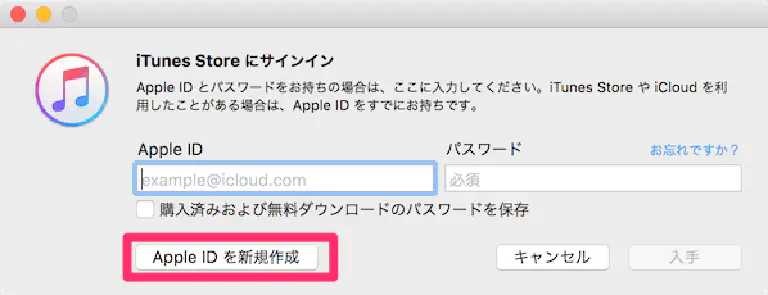 iTunes Store にサインイン
Apple ID とパスワードをお持ちの場合は、ここに入力してください。iTunes Store や iCloud を利
用したことがある場合は、Apple ID をすでにお持ちです。
Apple ID
パスワード
お忘れですか？
example@icloud.com
必須
購入済みおよび無料ダウンロードのパスワードを保存
Apple ID を新規作成
キャンセル
入手